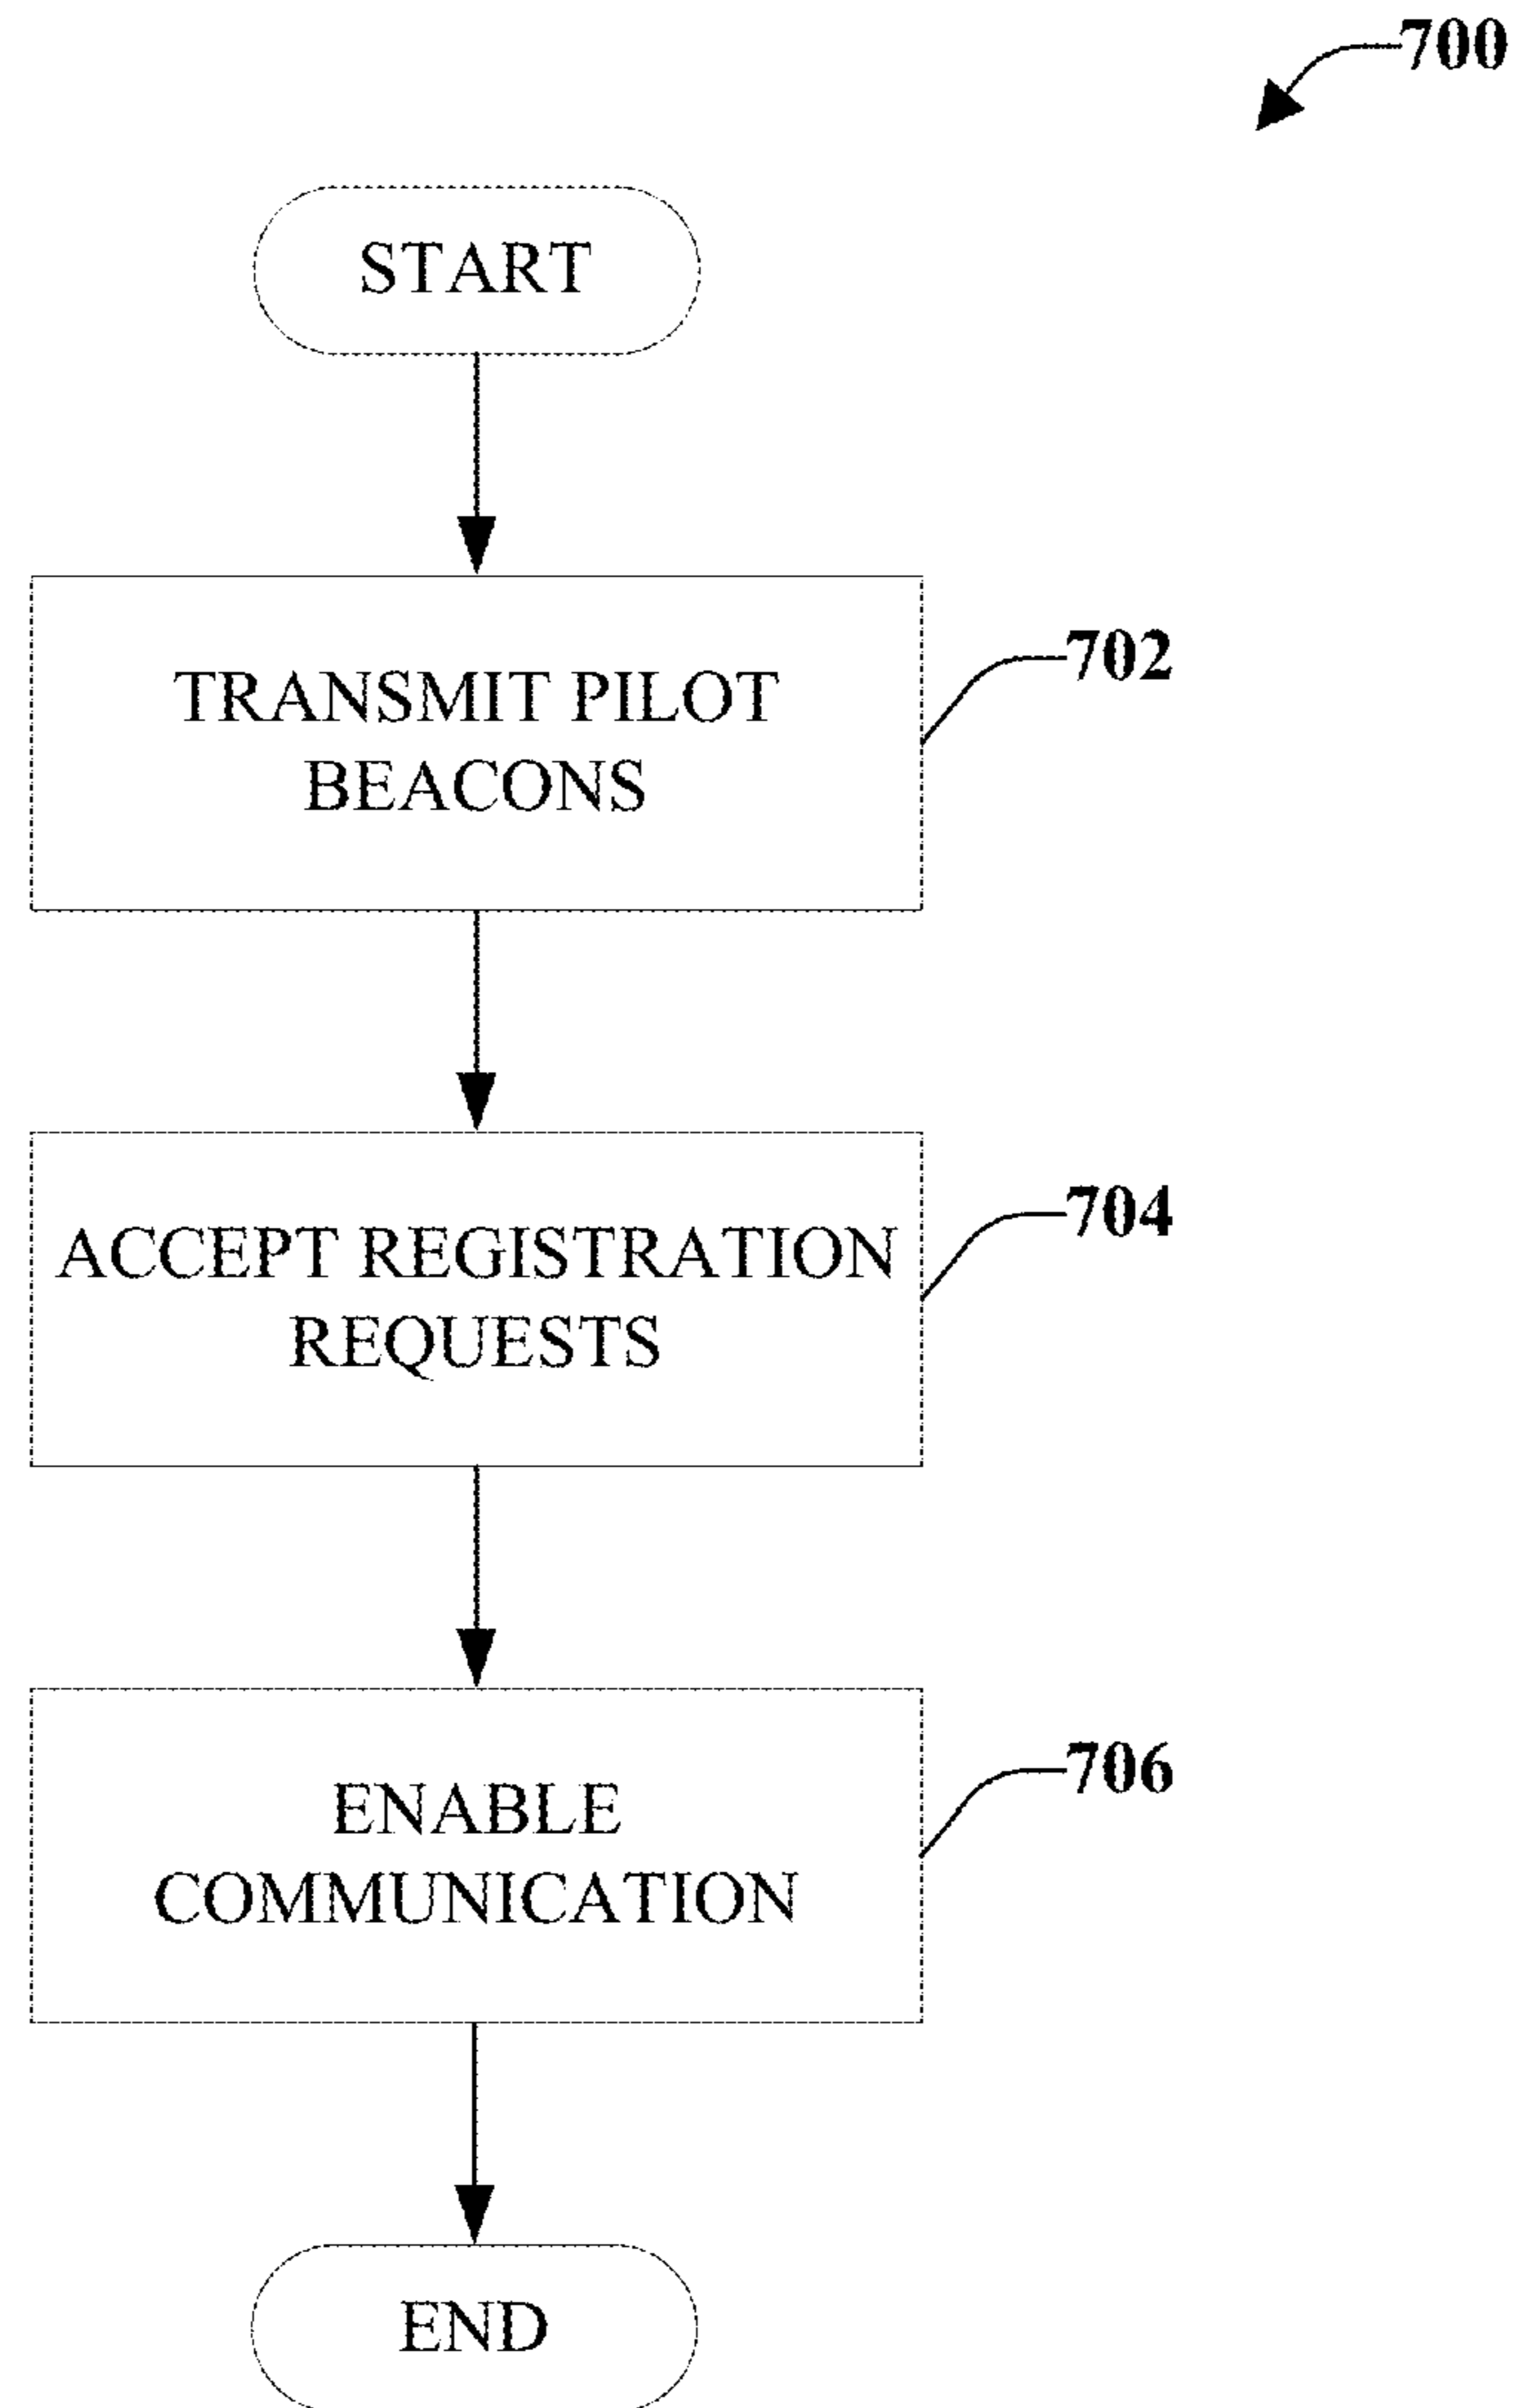 700
START
TRANSMIT PILOT
BEACONS
702
ACCEPT REGISTRATION
REQUESTS
704
ENABLE
COMMUNICATION
706
END